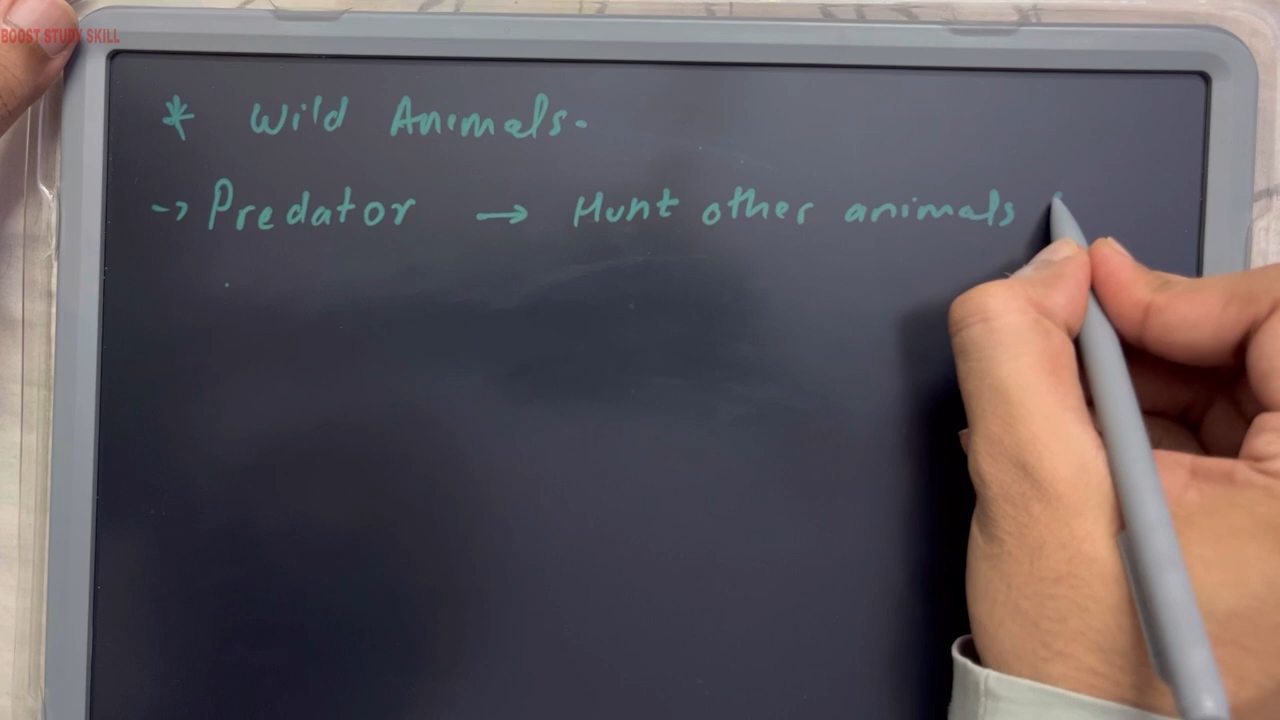 BOOST STUDY SKILL
* Wild Animals.
-> Predator → Hunt other animals